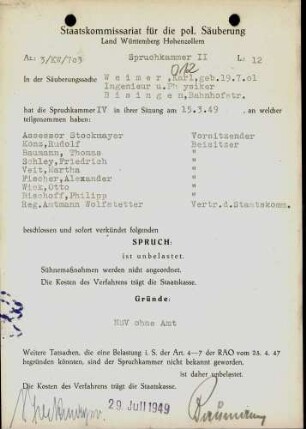 Staatskommissariat für die pol. Säuberung
Land Württemberg Hohenzollern
Az.: 3/KW/703 Spruchkammer II L: 12
In der Säuberungssache Weimer, Karl, geb. 19.7.01
Ingenieur u. Physiker
Bisingen, Bahnhofstr.
hat die Spruchkammer IV in ihrer Sitzung am 15.3.49 an welcher
teilgenommen haben:
Assessor Stockmayer Vorsitzender
Konz, Rudolf Beisitzer
Baumann, Thomas "
Schley, Friedrich "
Veit, Martha "
Fischer, Alexander "
Wiek, Otto "
Bischoff, Philipp "
Reg. Amtmann Wolfstetter Vertr. d. Staatskomm.
beschlossen und sofort verkündet folgenden
SPRUCH:
ist unbelastet.
Sühnemaßnahmen werden nicht angeordnet.
Die Kosten des Verfahrens trägt die Staatskasse.
Gründe:
NSV ohne Amt
Weitere Tatsachen, die eine Belastung i. S. der Art. 4—7 der RAO vom 28. 4. 47
begründen könnten, sind der Spruchkammer nicht bekannt geworden.
ist daher unbelastet.
Die Kosten des Verfahrens trägt die Staatskasse.
29. Juli 1949
Baumann